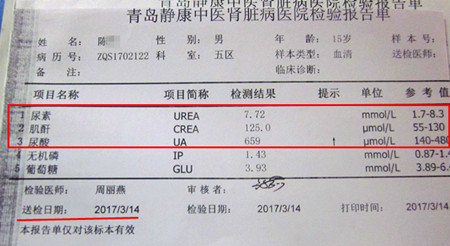 青岛静康中医肾脏病医院检验报告单
姓 名: 陈 性 别: 男 年 龄: 15岁 样 本 号:
病 历 号: ZQS1702122 科 室: 五区 样本类型: 血清 送检医师:
备 注: 临床诊断:
项目名称 项目简称 检测结果 提示 单位 参 考 值
1 尿素 UREA 7.72 mmol/L 1.7-8.3
2 肌酐 CREA 125.0 μmol/L 55-130
3 尿酸 UA 659 ↑ μmol/L 140-480
4 无机磷 IP 1.43 mmol/L 0.87-1.4
5 葡萄糖 GLU 3.93 mmol/L 3.89-6.
检验医师: 周丽燕 审 核 者:
送检日期: 2017/3/14 检验日期: 2017/3/14 打印时间: 2017/3/14
本报告单仅对该标本有效